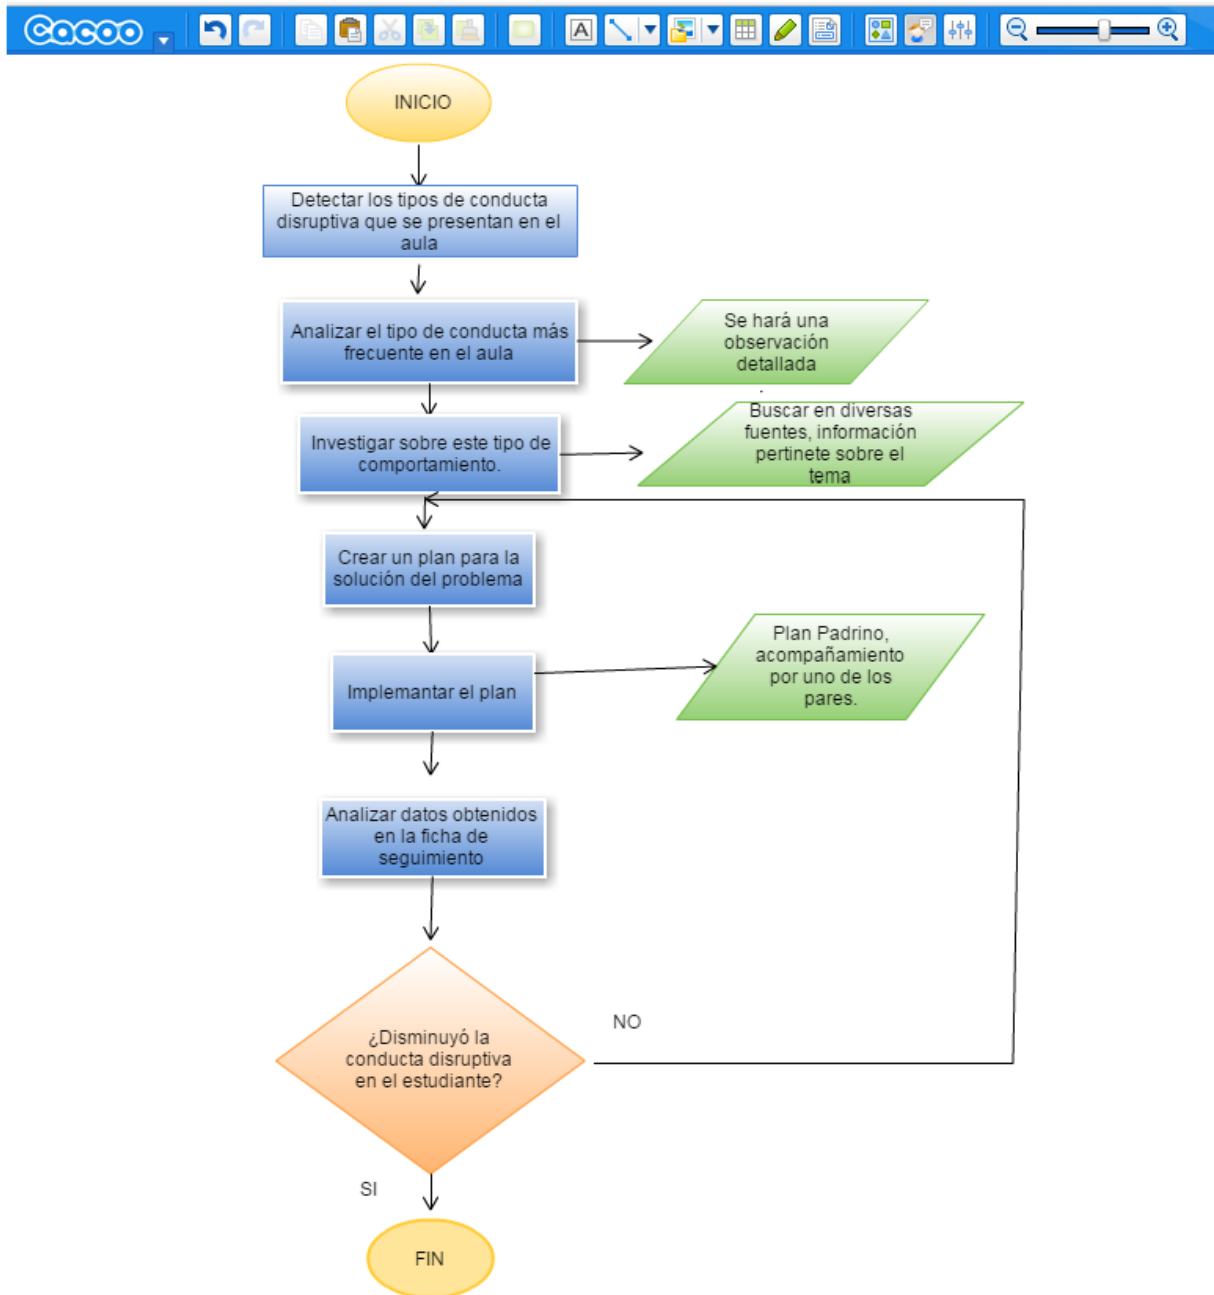 Cacoo
A
INICIO
Detectar los tipos de conducta
disruptiva que se presentan en el
aula
Analizar el tipo de conducta más
frecuente en el aula
Se hará una
observación
detallada
Investigar sobre este tipo de
comportamiento.
Buscar en diversas
fuentes, información
pertinete sobre el
tema
Crear un plan para la
solución del problema
Implemantar el plan
Plan Padrino,
acompañamiento
por uno de los
pares.
Analizar datos obtenidos
en la ficha de
seguimiento
¿Disminuyó la
conducta disruptiva
en el estudiante?
NO
SI
FIN